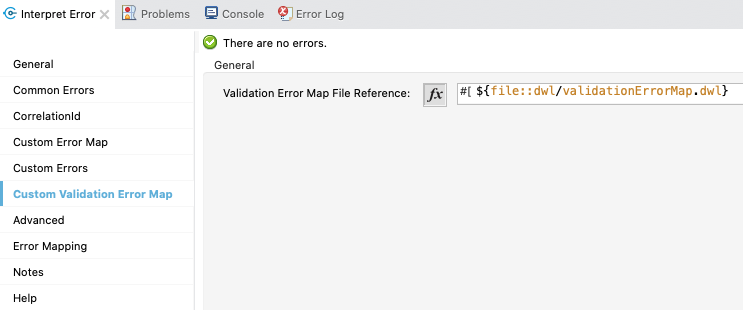 Interpret Error Problems Console Error Log
There are no errors.
General
General
Common Errors
Validation Error Map File Reference: fx #[ ${file::dwl/validationErrorMap.dwl}
CorrelationId
Custom Error Map
Custom Errors
Custom Validation Error Map
Advanced
Error Mapping
Notes
Help